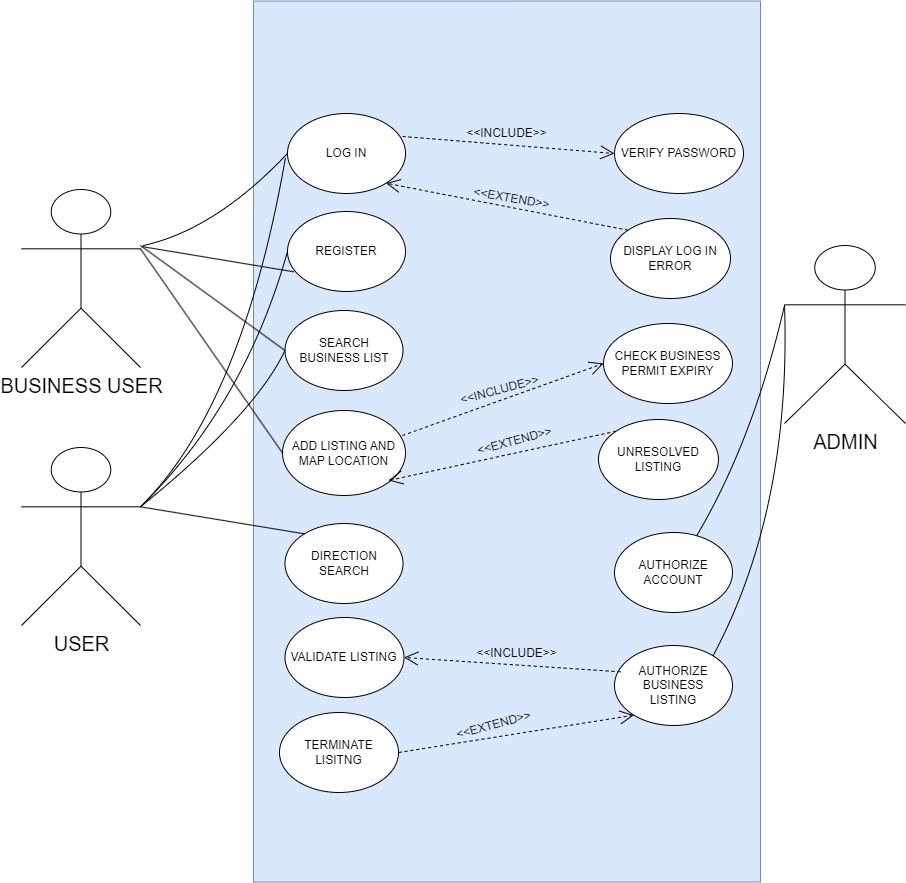 LOG IN
<<INCLUDE>>
VERIFY PASSWORD
<<EXTEND>>
REGISTER
DISPLAY LOG IN
ERROR
SEARCH
BUSINESS LIST
CHECK BUSINESS
PERMIT EXPIRY
BUSINESS USER
<<INCLUDE>>
ADD LISTING AND
MAP LOCATION
<<EXTEND>>
UNRESOLVED
LISTING
ADMIN
DIRECTION
SEARCH
AUTHORIZE
ACCOUNT
USER
VALIDATE LISTING
<<INCLUDE>>
AUTHORIZE
BUSINESS
LISTING
<<EXTEND>>
TERMINATE
LISITNG